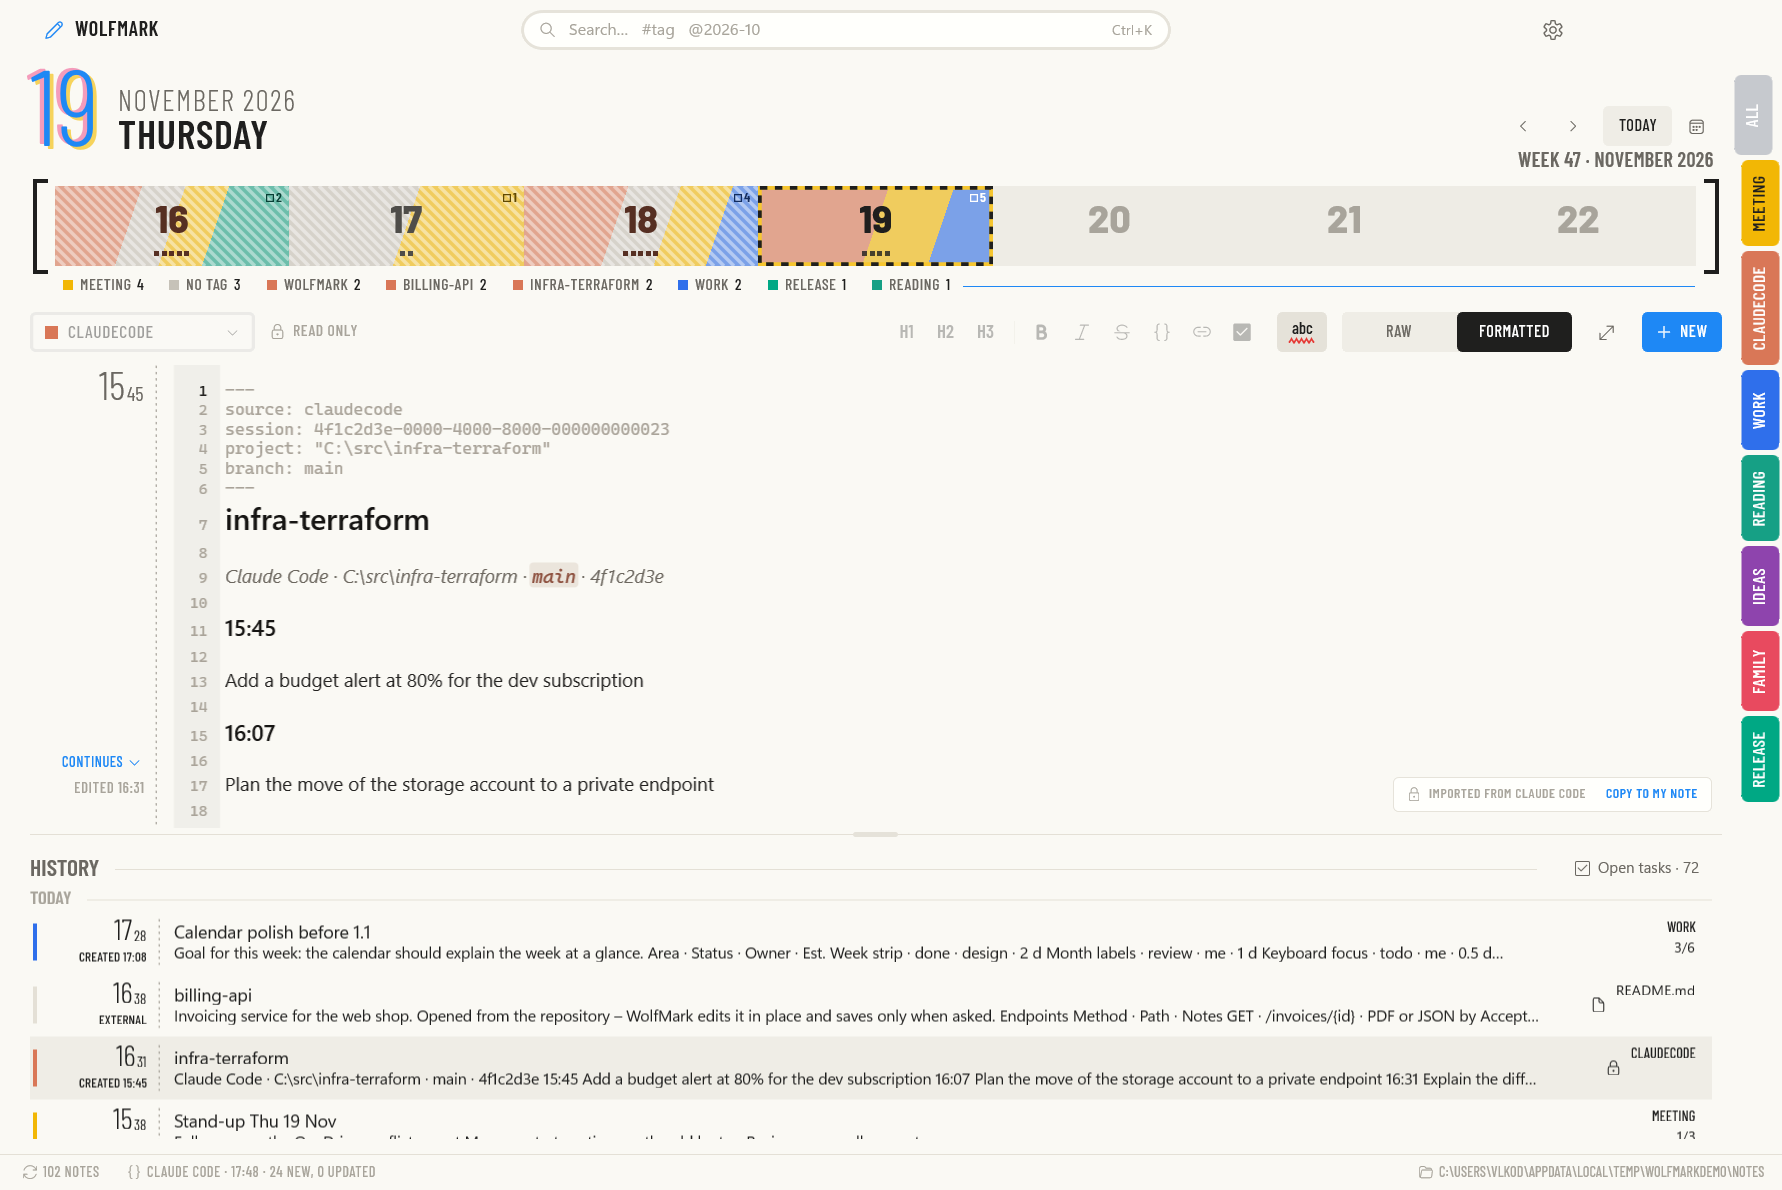 WOLFMARK
Search... #tag @2026-10 Ctrl+K
19 NOVEMBER 2026
THURSDAY
TODAY
WEEK 47 · NOVEMBER 2026
16 2 17 1 18 4 19 5 20 21 22
MEETING 4 NO TAG 3 WOLFMARK 2 BILLING-API 2 INFRA-TERRAFORM 2 WORK 2 RELEASE 1 READING 1
CLAUDECODE READ ONLY H1 H2 H3 B I S {} abc RAW FORMATTED + NEW
15 45
1 ---
2 source: claudecode
3 session: 4f1c2d3e-0000-4000-8000-000000000023
4 project: "C:\src\infra-terraform"
5 branch: main
6 ---
7 infra-terraform
8
9 Claude Code · C:\src\infra-terraform · main · 4f1c2d3e
10
11 15:45
12
13 Add a budget alert at 80% for the dev subscription
14
15 16:07
16
17 Plan the move of the storage account to a private endpoint
18
CONTINUES
EDITED 16:31
IMPORTED FROM CLAUDE CODE COPY TO MY NOTE
ALL
MEETING
CLAUDECODE
WORK
READING
IDEAS
FAMILY
RELEASE
HISTORY Open tasks · 72
TODAY
17 28 Calendar polish before 1.1 WORK
CREATED 17:08 Goal for this week: the calendar should explain the week at a glance. Area · Status · Owner · Est. Week strip · done · design · 2 d Month labels · review · me · 1 d Keyboard focus · todo · me · 0.5 d... 3/6
16 38 billing-api README.md
EXTERNAL Invoicing service for the web shop. Opened from the repository – WolfMark edits it in place and saves only when asked. Endpoints Method · Path · Notes GET · /invoices/{id} · PDF or JSON by Accept...
16 31 infra-terraform CLAUDECODE
CREATED 15:45 Claude Code · C:\src\infra-terraform · main · 4f1c2d3e 15:45 Add a budget alert at 80% for the dev subscription 16:07 Plan the move of the storage account to a private endpoint 16:31 Explain the diff...
15 38 Stand-up Thu 19 Nov MEETING
1/3
102 NOTES {} CLAUDE CODE · 17:48 · 24 NEW, 0 UPDATED C:\USERS\VLKOD\APPDATA\LOCAL\TEMP\WOLFMARKDEMO\NOTES